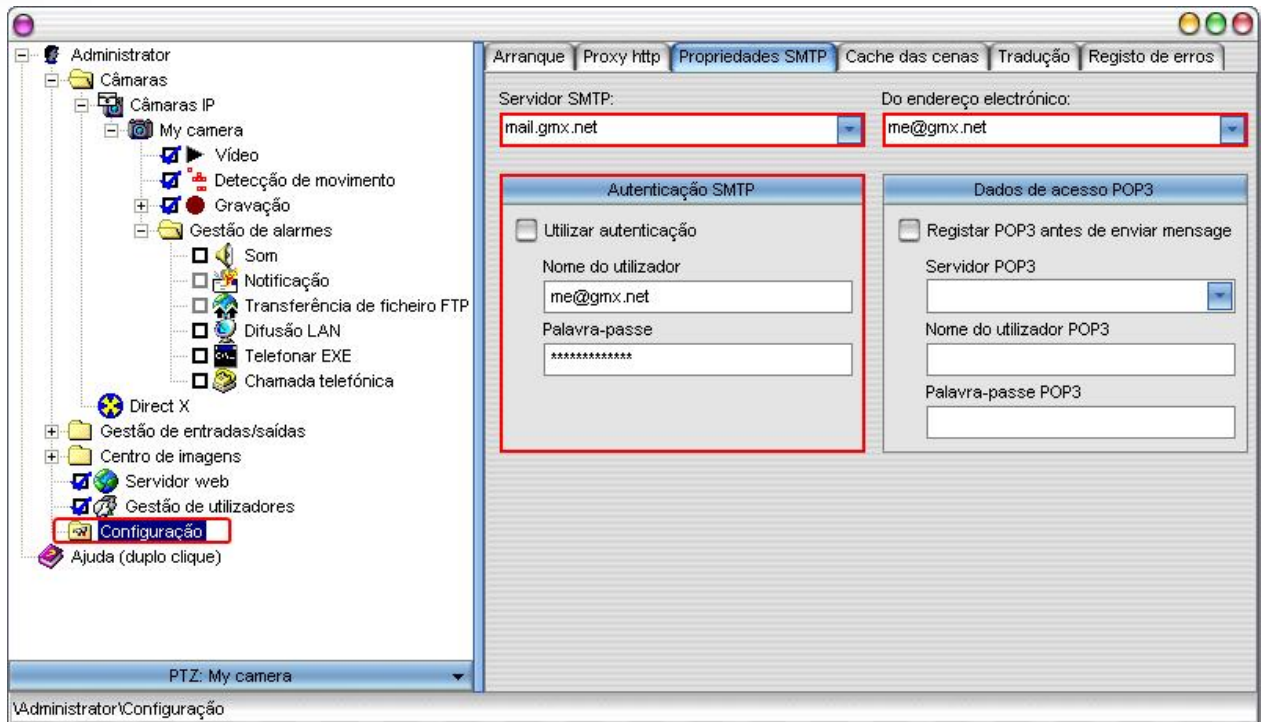 Administrator
Câmaras
Câmaras IP
My camera
Vídeo
Detecção de movimento
Gravação
Gestão de alarmes
Som
Notificação
Transferência de ficheiro FTP
Difusão LAN
Telefonar EXE
Chamada telefónica
Direct X
Gestão de entradas/saídas
Centro de imagens
Servidor web
Gestão de utilizadores
Configuração
Ajuda (duplo clique)
PTZ: My camera
Arranque Proxy http Propriedades SMTP Cache das cenas Tradução Registo de erros
Servidor SMTP:
mail.gmx.net
Do endereço electrónico:
me@gmx.net
Autenticação SMTP
Utilizar autenticação
Nome do utilizador
me@gmx.net
Palavra-passe
*************
Dados de acesso POP3
Registar POP3 antes de enviar mensage
Servidor POP3
Nome do utilizador POP3
Palavra-passe POP3
\Administrator\Configuração